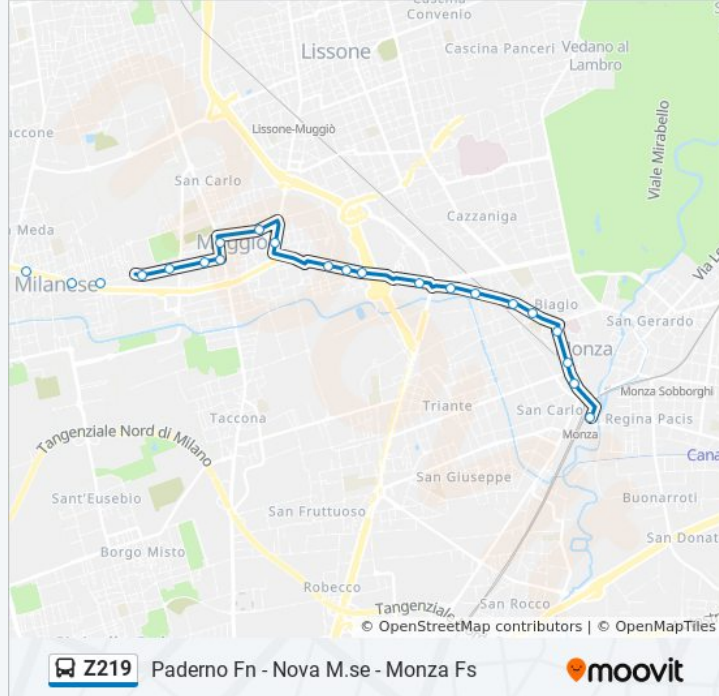 Cascina
Convenio
Lissone
Cascina Panceri
Vedano al
Lambro
accone
Lissone-Muggiò
Viale Mirabello
San Carlo
Cazzaniga
a Meda
Muggiò
Via L
Milanese
Biagio
San Gerardo
onza
Monza Sobborghi
Triante
San Carlo
Regina Pacis
Taccona
Monza
Tangenziale Nord di Milano
Cana
San Giuseppe
Sant'Eusebio
Buonarroti
San Fruttuoso
San Donat
Borgo Misto
Robecco
Tangenziale
San Rocco
© OpenStreetMap contributors | © OpenMapTiles
Z219 Paderno Fn - Nova M.se - Monza Fs
moovit